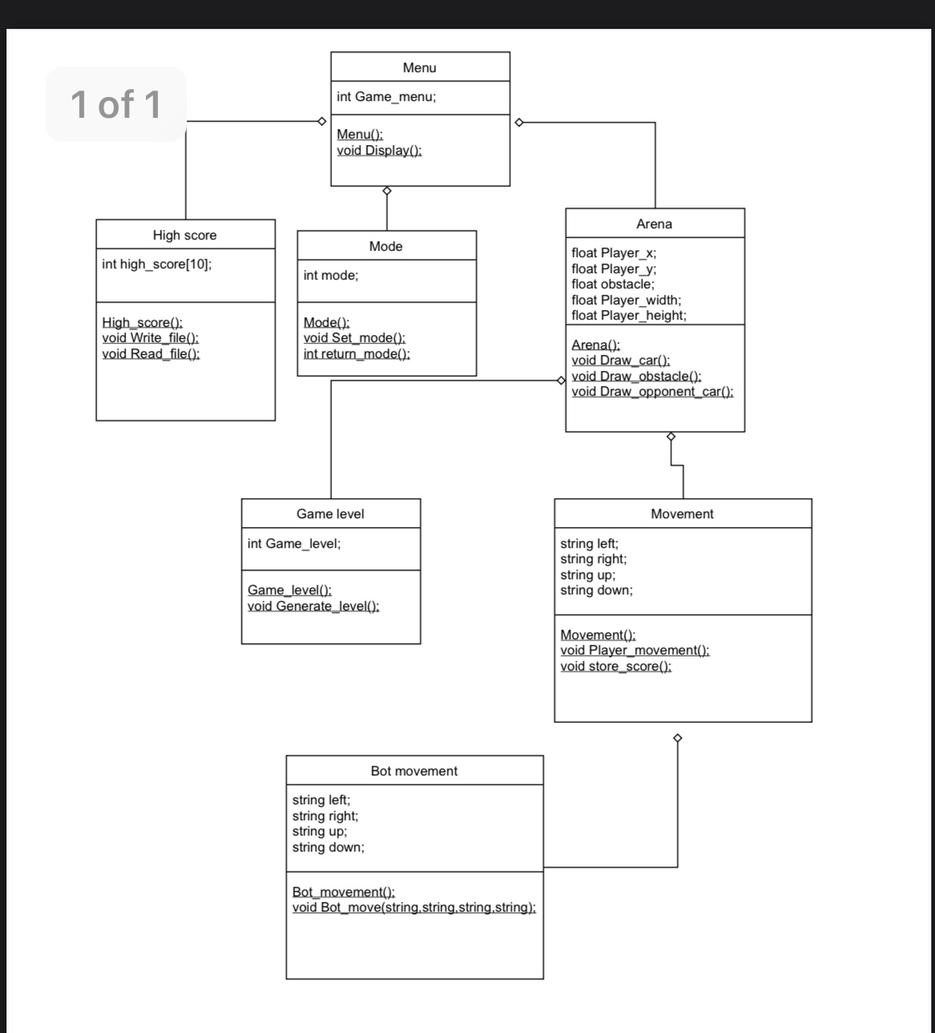 1 of 1
Menu
int Game_menu;
Menu();
void Display();
High score
int high_score[10];
High_score();
void Write_file();
void Read_file();
Mode
int mode;
Mode();
void Set_mode();
int return_mode();
Arena
float Player_x;
float Player_y;
float obstacle;
float Player_width;
float Player_height;
Arena();
void Draw_car();
void Draw_obstacle();
void Draw_opponent_car();
Game level
int Game_level;
Game_level();
void Generate_level();
Movement
string left;
string right;
string up;
string down;
Movement();
void Player_movement();
void store_score();
Bot movement
string left;
string right;
string up;
string down;
Bot_movement();
void Bot_move(string,string,string,string);